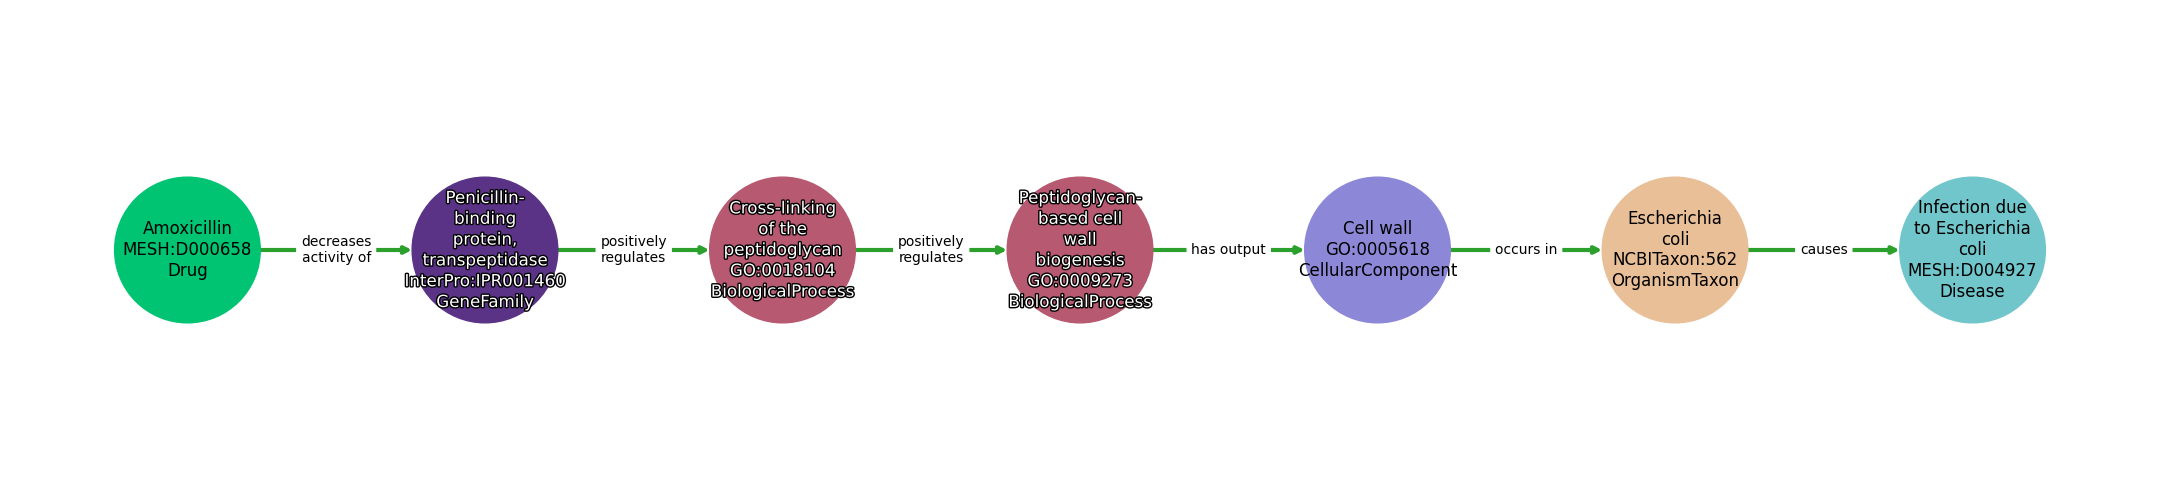 Amoxicillin
MESH:D000658
Drug
decreases
activity of
Penicillin-
binding
protein,
transpeptidase
InterPro:IPR001460
GeneFamily
positively
regulates
Cross-linking
of the
peptidoglycan
GO:0018104
BiologicalProcess
positively
regulates
Peptidoglycan-
based cell
wall
biogenesis
GO:0009273
BiologicalProcess
has output
Cell wall
GO:0005618
CellularComponent
occurs in
Escherichia
coli
NCBITaxon:562
OrganismTaxon
causes
Infection due
to Escherichia
coli
MESH:D004927
Disease